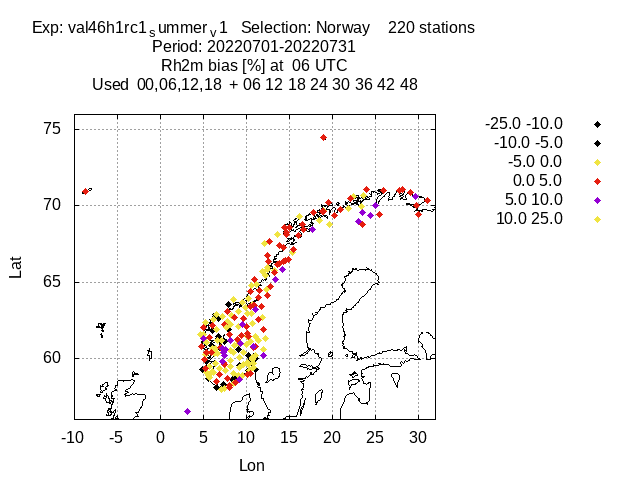 Exp: val46h1rc1 s ummer v 1 Selection: Norway 220 stations
Period: 20220701-20220731
Rh2m bias [%] at 06 UTC
Used 00,06,12,18 + 06 12 18 24 30 36 42 48
-25.0 -10.0
-10.0 -5.0
-5.0 0.0
0.0 5.0
5.0 10.0
10.0 25.0
75
70
65
60
Lat
-10 -5 0 5 10 15 20 25 30
Lon